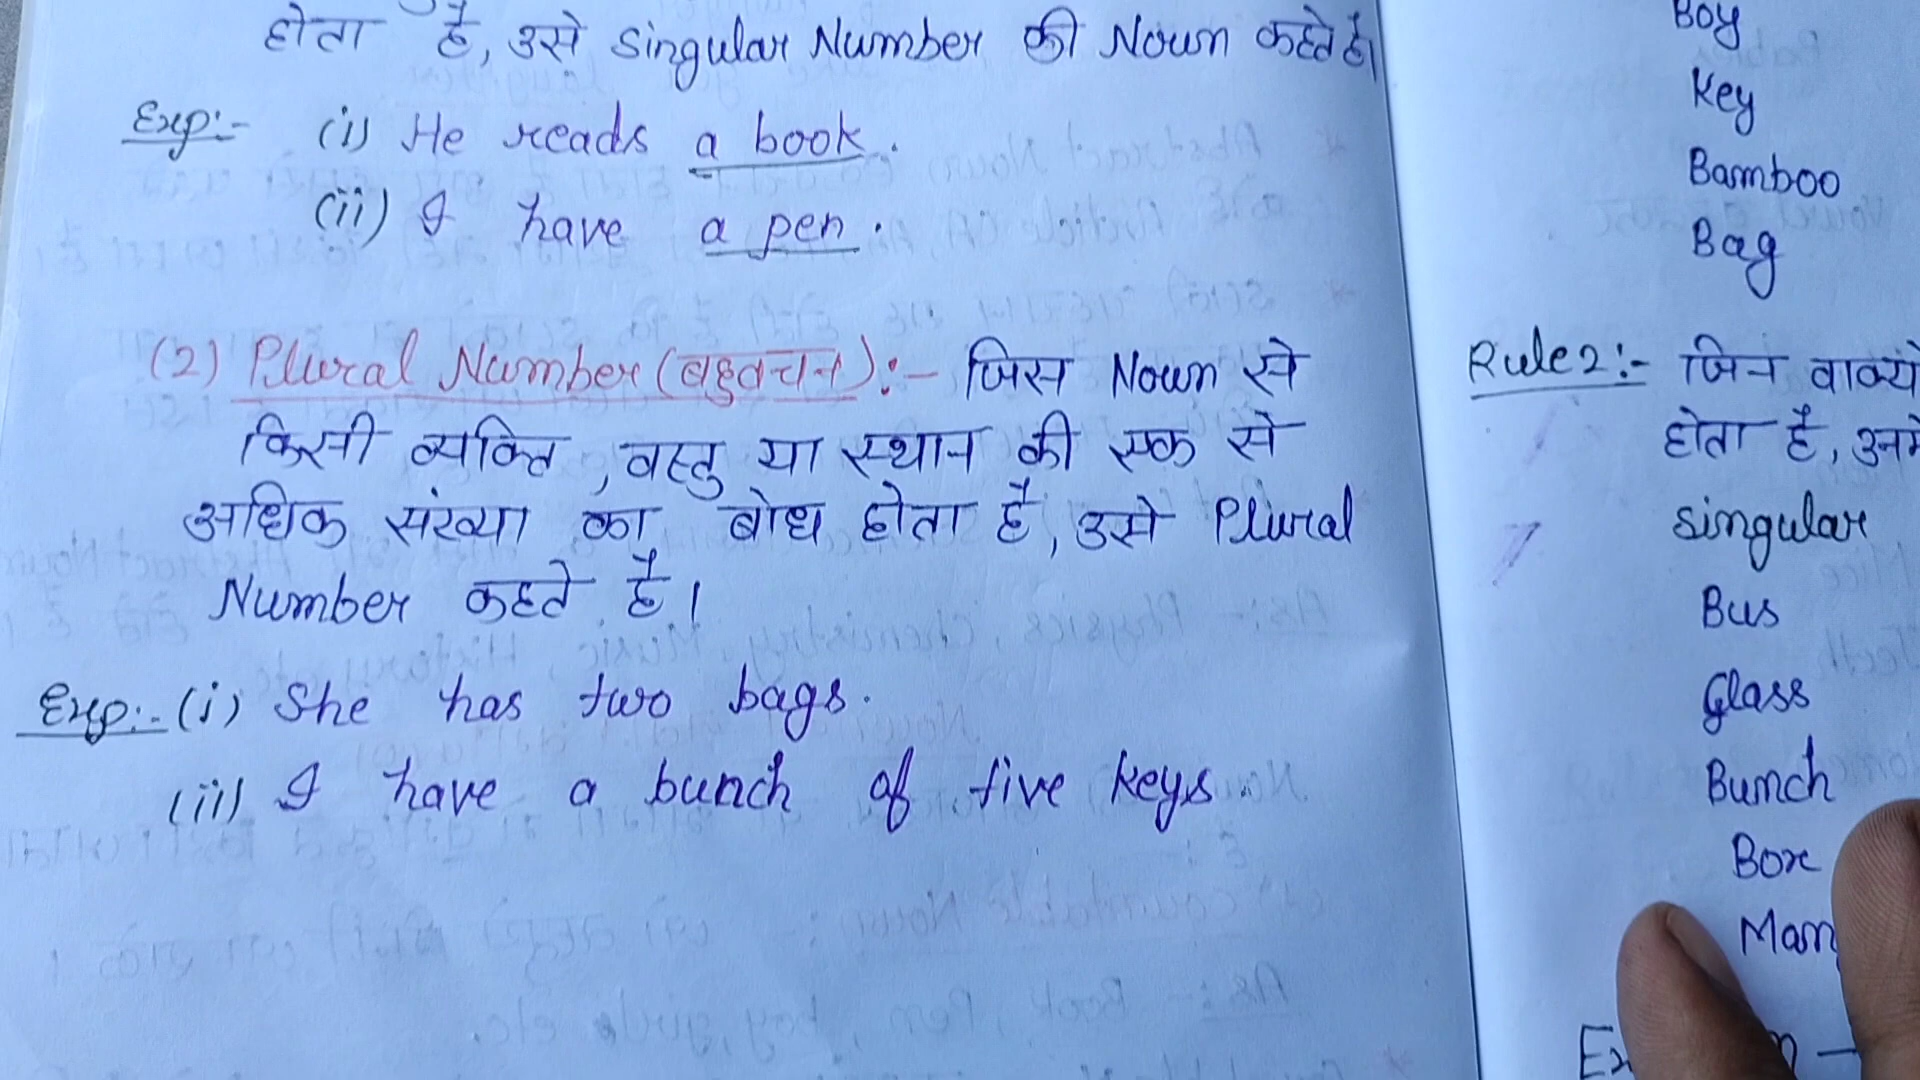 होता है, उसे singular Number की Noun कहते है।
Exp:- (i) He reads a book.
(ii) I have a pen.
(2) Plural Number (बहुवचन):- जिस Noun से
किसी व्यक्ति, वस्तु या स्थान की एक से
अधिक संख्या का बोध होता है, उसे Plural
Number कहते है।
Exp:- (i) She has two bags.
(ii) I have a bunch of five keys.
Boy
Key
Bamboo
Bag
Rule 2:- जिन
होता है,
singular
Bus
Glass
Bunch
Box